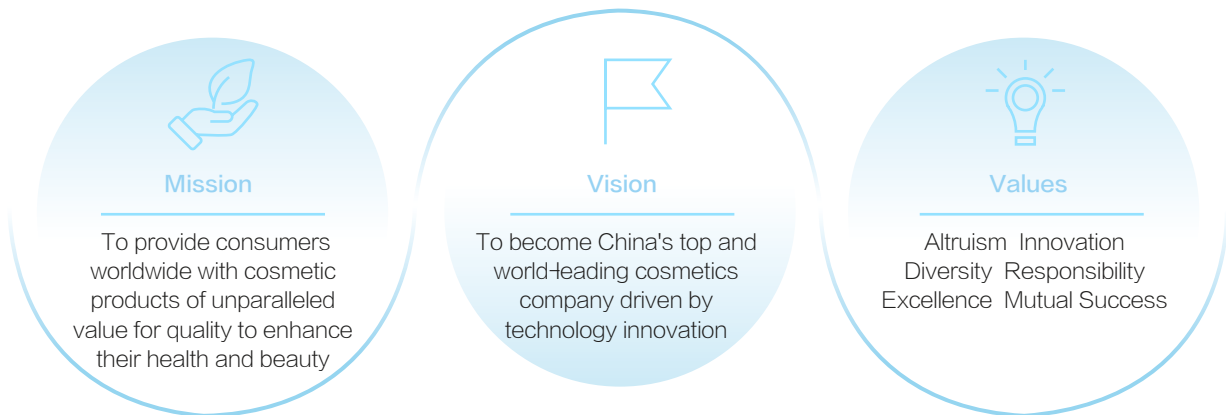 Mission
To provide consumers
worldwide with cosmetic
products of unparalleled
value for quality to enhance
their health and beauty
Vision
To become China's top and
world-leading cosmetics
company driven by
technology innovation
Values
Altruism Innovation
Diversity Responsibility
Excellence Mutual Success